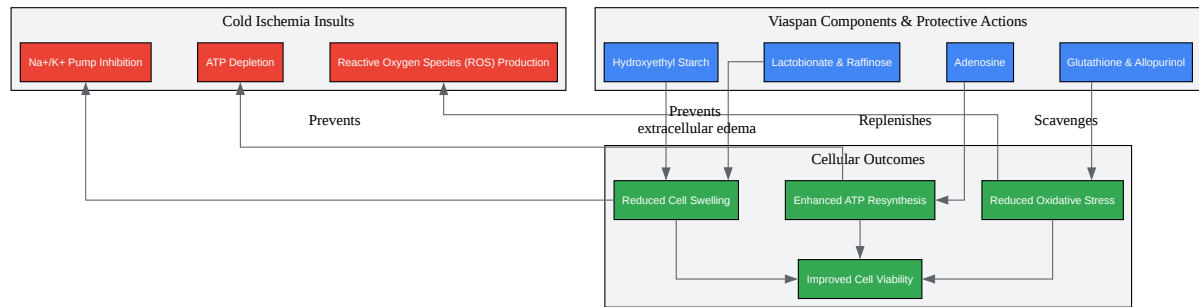 Cold Ischemia Insults
Viaspan Components & Protective Actions
Na+/K+ Pump Inhibition
ATP Depletion
Reactive Oxygen Species (ROS) Production
Hydroxyethyl Starch
Lactobionate & Raffinose
Adenosine
Glutathione & Allopurinol
Prevents
Prevents
extracellular edema
Replenishes
Scavenges
Cellular Outcomes
Reduced Cell Swelling
Enhanced ATP Resynthesis
Reduced Oxidative Stress
Improved Cell Viability